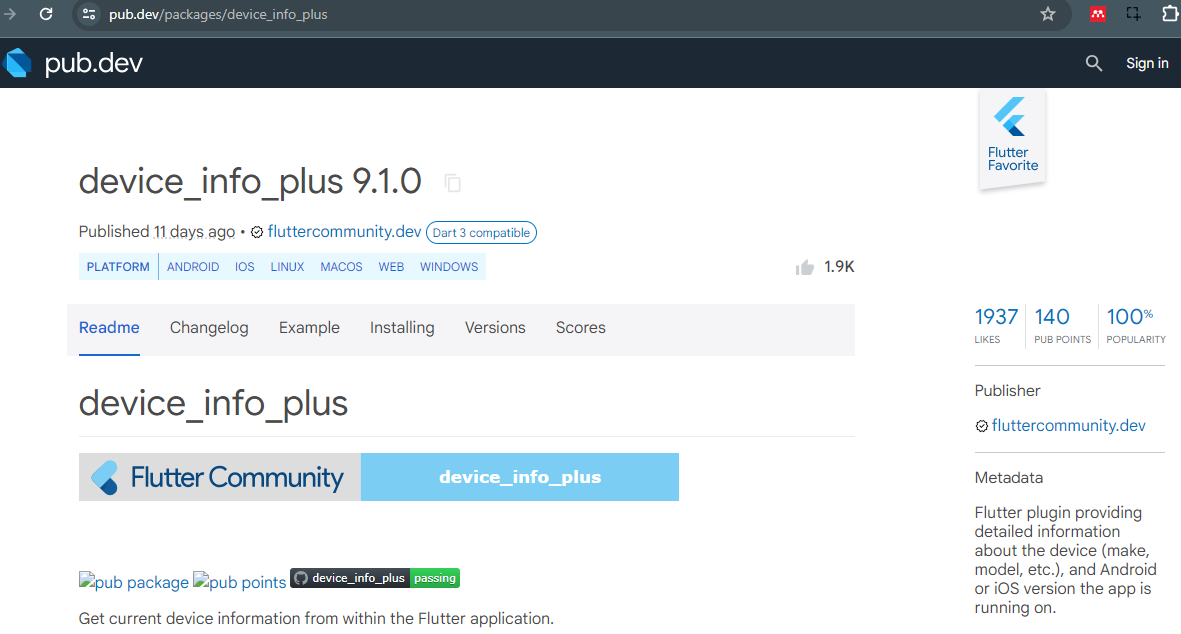 pub.dev/packages/device_info_plus
pub.dev
Sign in
Flutter
Favorite
device_info_plus 9.1.0
Published 11 days ago • fluttercommunity.dev Dart 3 compatible
PLATFORM ANDROID IOS LINUX MACOS WEB WINDOWS
1.9K
Readme Changelog Example Installing Versions Scores
device_info_plus
Flutter Community device_info_plus
pub package pub points device_info_plus passing
Get current device information from within the Flutter application.
1937 140 100%
LIKES PUB POINTS POPULARITY
Publisher
fluttercommunity.dev
Metadata
Flutter plugin providing
detailed information
about the device (make,
model, etc.), and Android
or iOS version the app is
running on.